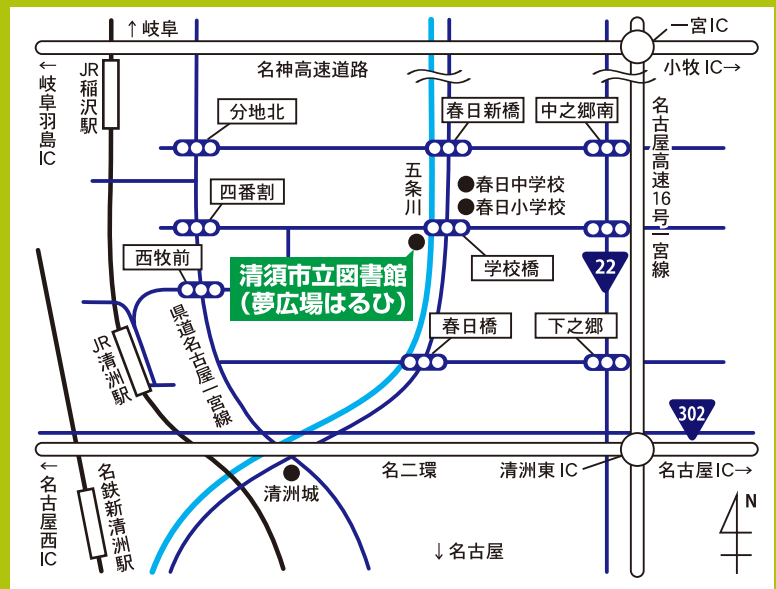 ↑岐阜
一宮IC
名神高速道路
小牧IC→
←岐阜羽島IC
JR稲沢駅
分地北
春日新橋
中之郷南
名古屋高速16号一宮線
五条川
春日中学校
春日小学校
四番割
西牧前
学校橋
22
清須市立図書館
(夢広場はるひ)
県道名古屋一宮線
春日橋
下之郷
JR清洲駅
302
←名古屋西IC
名鉄新清洲駅
名二環
清洲東IC
名古屋IC→
清洲城
N
↓名古屋